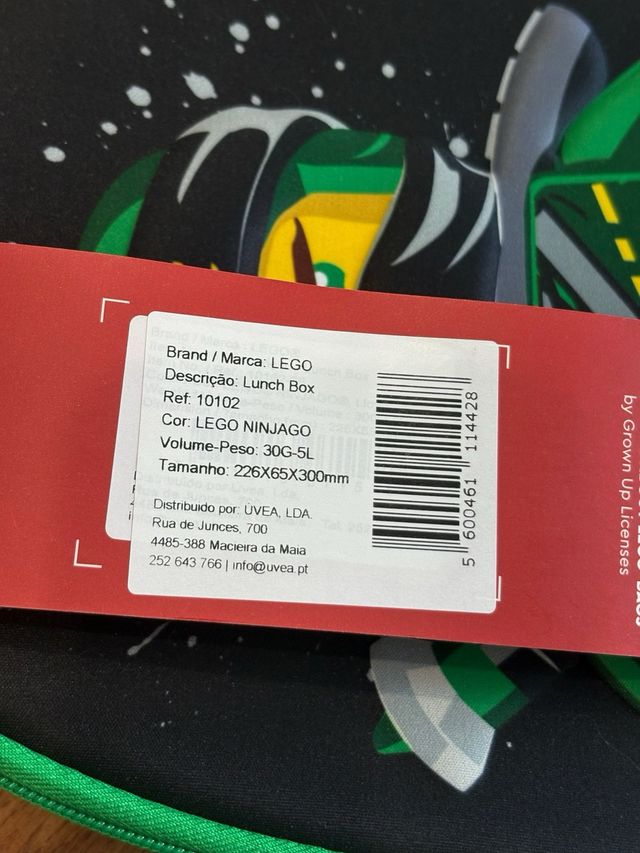 Brand / Marca: LEGO
Descrição: Lunch Box
Ref: 10102
Cor: LEGO NINJAGO
Volume-Peso: 30G-5L
Tamanho: 226X65X300mm
Distribuido por: ÜVEA, LDA.
Rua de Junces, 700
4485-388 Macieira da Maia
252 643 766 | info@uvea.pt
5 600461 114428
by Grown Up Licenses